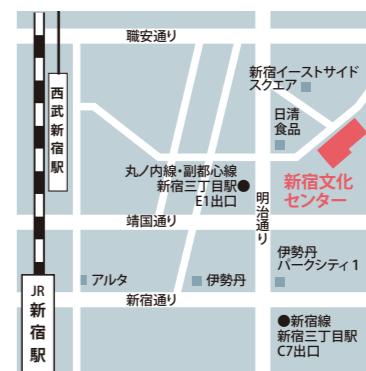 職安通り
西武新宿駅
新宿イーストサイド
スクエア
日清
食品
丸ノ内線・副都心線
新宿三丁目駅●
E1出口
新宿文化
センター
明治通り
靖国通り
伊勢丹
パークシティ1
アルタ
伊勢丹
新宿通り
JR
新宿駅
●新宿線
新宿三丁目駅
C7出口